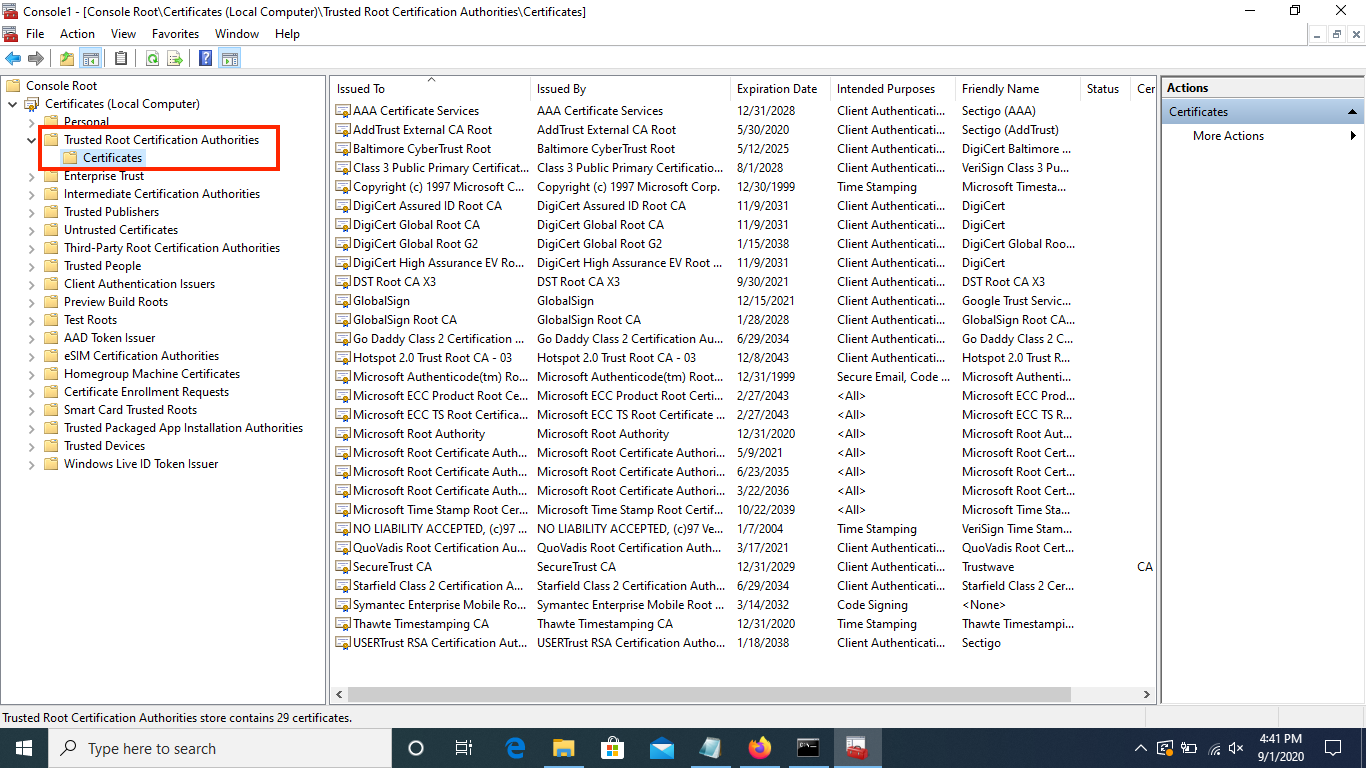 Console1 - [Console Root\Certificates (Local Computer)\Trusted Root Certification Authorities\Certificates]
File Action View Favorites Window Help
Console Root
Certificates (Local Computer)
Personal
Trusted Root Certification Authorities
Certificates
Enterprise Trust
Intermediate Certification Authorities
Trusted Publishers
Untrusted Certificates
Third-Party Root Certification Authorities
Trusted People
Client Authentication Issuers
Preview Build Roots
Test Roots
AAD Token Issuer
eSIM Certification Authorities
Homegroup Machine Certificates
Certificate Enrollment Requests
Smart Card Trusted Roots
Trusted Packaged App Installation Authorities
Trusted Devices
Windows Live ID Token Issuer
Issued To Issued By Expiration Date Intended Purposes Friendly Name Status Cer
AAA Certificate Services AAA Certificate Services 12/31/2028 Client Authenticati... Sectigo (AAA)
AddTrust External CA Root AddTrust External CA Root 5/30/2020 Client Authenticati... Sectigo (AddTrust)
Baltimore CyberTrust Root Baltimore CyberTrust Root 5/12/2025 Client Authenticati... DigiCert Baltimore ...
Class 3 Public Primary Certificat... Class 3 Public Primary Certificatio... 8/1/2028 Client Authenticati... VeriSign Class 3 Pu...
Copyright (c) 1997 Microsoft C... Copyright (c) 1997 Microsoft Corp. 12/30/1999 Time Stamping Microsoft Timesta...
DigiCert Assured ID Root CA DigiCert Assured ID Root CA 11/9/2031 Client Authenticati... DigiCert
DigiCert Global Root CA DigiCert Global Root CA 11/9/2031 Client Authenticati... DigiCert
DigiCert Global Root G2 DigiCert Global Root G2 1/15/2038 Client Authenticati... DigiCert Global Roo...
DigiCert High Assurance EV Ro... DigiCert High Assurance EV Root ... 11/9/2031 Client Authenticati... DigiCert
DST Root CA X3 DST Root CA X3 9/30/2021 Client Authenticati... DST Root CA X3
GlobalSign GlobalSign 12/15/2021 Client Authenticati... Google Trust Servic...
GlobalSign Root CA GlobalSign Root CA 1/28/2028 Client Authenticati... GlobalSign Root CA...
Go Daddy Class 2 Certification ... Go Daddy Class 2 Certification Au... 6/29/2034 Client Authenticati... Go Daddy Class 2 C...
Hotspot 2.0 Trust Root CA - 03 Hotspot 2.0 Trust Root CA - 03 12/8/2043 Client Authenticati... Hotspot 2.0 Trust R...
Microsoft Authenticode(tm) Ro... Microsoft Authenticode(tm) Root... 12/31/1999 Secure Email, Code ... Microsoft Authenti...
Microsoft ECC Product Root Ce... Microsoft ECC Product Root Certi... 2/27/2043 <All> Microsoft ECC Prod...
Microsoft ECC TS Root Certifica... Microsoft ECC TS Root Certificate ... 2/27/2043 <All> Microsoft ECC TS R...
Microsoft Root Authority Microsoft Root Authority 12/31/2020 <All> Microsoft Root Aut...
Microsoft Root Certificate Auth... Microsoft Root Certificate Authori... 5/9/2021 <All> Microsoft Root Cert...
Microsoft Root Certificate Auth... Microsoft Root Certificate Authori... 6/23/2035 <All> Microsoft Root Cert...
Microsoft Root Certificate Auth... Microsoft Root Certificate Authori... 3/22/2036 <All> Microsoft Root Cert...
Microsoft Time Stamp Root Cer... Microsoft Time Stamp Root Certif... 10/22/2039 <All> Microsoft Time Sta...
NO LIABILITY ACCEPTED, (c)97 ... NO LIABILITY ACCEPTED, (c)97 Ve... 1/7/2004 Time Stamping VeriSign Time Stam...
QuoVadis Root Certification Au... QuoVadis Root Certification Auth... 3/17/2021 Client Authenticati... QuoVadis Root Cert...
SecureTrust CA SecureTrust CA 12/31/2029 Client Authenticati... Trustwave CA
Starfield Class 2 Certification A... Starfield Class 2 Certification Auth... 6/29/2034 Client Authenticati... Starfield Class 2 Cer...
Symantec Enterprise Mobile Ro... Symantec Enterprise Mobile Root ... 3/14/2032 Code Signing <None>
Thawte Timestamping CA Thawte Timestamping CA 12/31/2020 Time Stamping Thawte Timestampi...
USERTrust RSA Certification Aut... USERTrust RSA Certification Autho... 1/18/2038 Client Authenticati... Sectigo
Actions
Certificates
More Actions
Trusted Root Certification Authorities store contains 29 certificates.
Type here to search
4:41 PM
9/1/2020